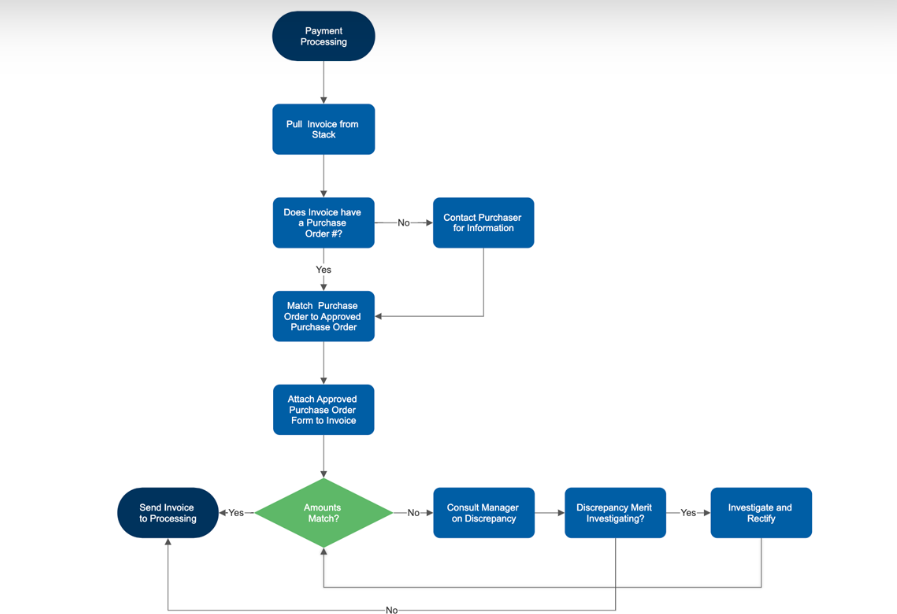 Payment
Processing
Pull Invoice from
Stack
Does Invoice have
a Purchase
Order #?
No
Contact Purchaser
for Information
Yes
Match Purchase
Order to Approved
Purchase Order
Attach Approved
Purchase Order
Form to Invoice
Send Invoice
to Processing
Yes
Amounts
Match?
No
Consult Manager
on Discrepancy
Discrepancy Merit
Investigating?
Yes
Investigate and
Rectify
No